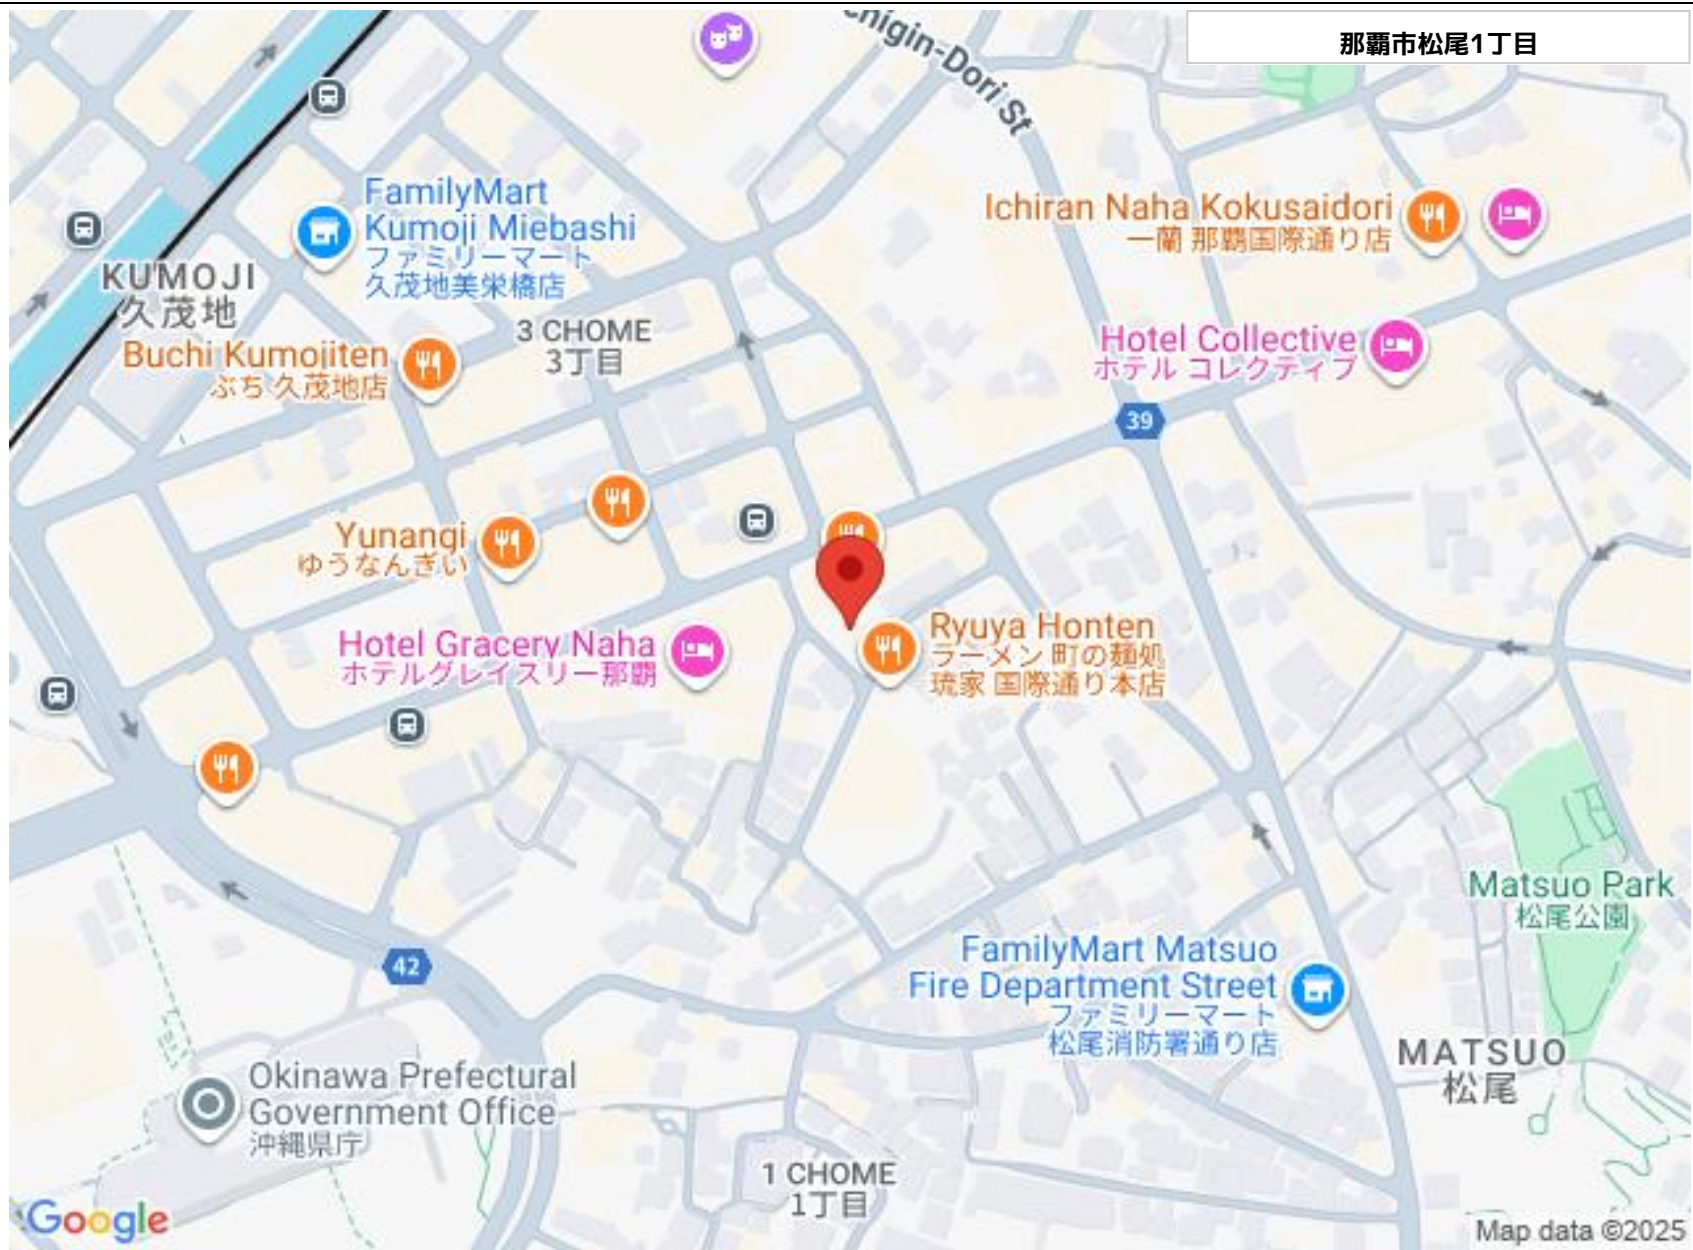 那覇市松尾1丁目
chigin-Dori St
FamilyMart
Kumoji Miebashi
ファミリーマート
久茂地美栄橋店
Ichiran Naha Kokusaidori
一蘭 那覇国際通り店
KUMOJI
久茂地
3 CHOME
3丁目
Buchi Kumojiten
ぶち 久茂地店
Hotel Collective
ホテル コレクティブ
39
Yunangi
ゆうなんぎい
Hotel Gracery Naha
ホテルグレイスリー那覇
Ryuya Honten
ラーメン 町の麺処
琉家 国際通り本店
Matsuo Park
松尾公園
42
FamilyMart Matsuo
Fire Department Street
ファミリーマート
松尾消防署通り店
MATSUO
松尾
Okinawa Prefectural
Government Office
沖縄県庁
1 CHOME
1丁目
Google
Map data ©2025